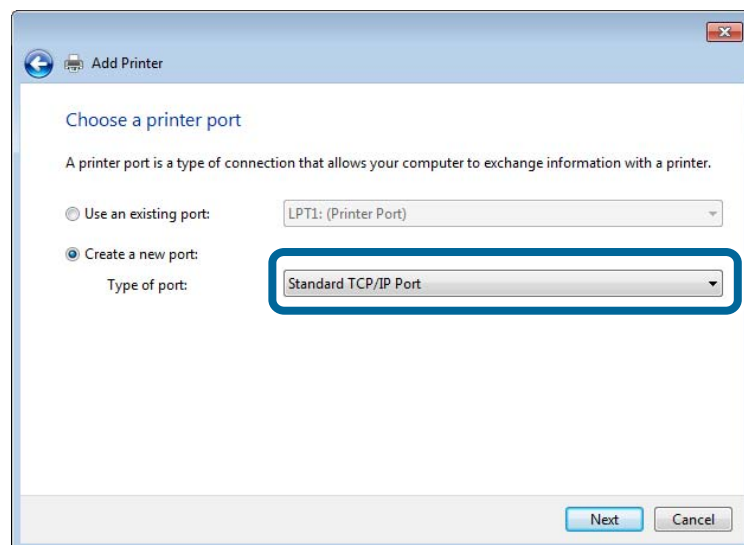 Add Printer
Choose a printer port
A printer port is a type of connection that allows your computer to exchange information with a printer.
Use an existing port: LPT1: (Printer Port)
Create a new port:
Type of port: Standard TCP/IP Port
Next Cancel